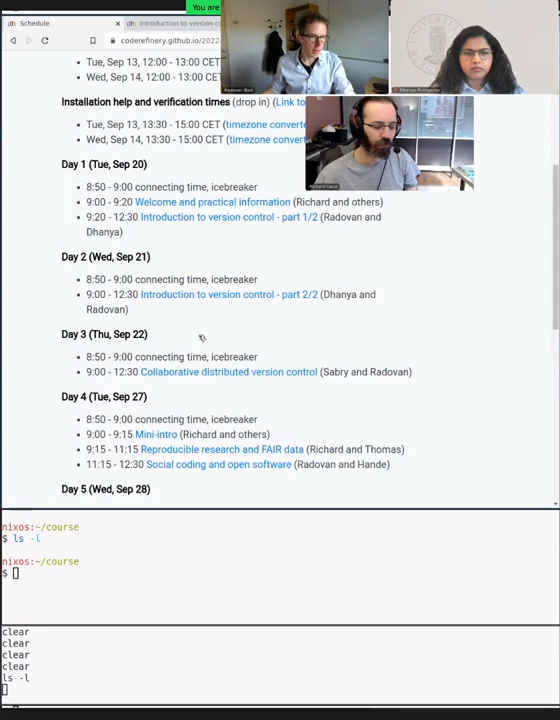 You are
Schedule
Introduction to version co
coderefinery.github.io/2022-
Tue, Sep 13, 12:00 - 13:00 CET
Wed, Sep 14, 12:00 - 13:00 CET
Installation help and verification times (drop in) (Link to
Tue, Sep 13, 13:30 - 15:00 CET (timezone converte
Wed, Sep 14, 13:30 - 15:00 CET (timezone convert
Radovan Bast
Richard Darst
Day 1 (Tue, Sep 20)
8:50 - 9:00 connecting time, icebreaker
9:00 - 9:20 Welcome and practical information (Richard and others)
9:20 - 12:30 Introduction to version control - part 1/2 (Radovan and
Dhanya)
Day 2 (Wed, Sep 21)
8:50 - 9:00 connecting time, icebreaker
9:00 - 12:30 Introduction to version control - part 2/2 (Dhanya and
Radovan)
Day 3 (Thu, Sep 22)
8:50 - 9:00 connecting time, icebreaker
9:00 - 12:30 Collaborative distributed version control (Sabry and Radovan)
Day 4 (Tue, Sep 27)
8:50 - 9:00 connecting time, icebreaker
9:00 - 9:15 Mini-intro (Richard and others)
9:15 - 11:15 Reproducible research and FAIR data (Richard and Thomas)
11:15 - 12:30 Social coding and open software (Radovan and Hande)
Day 5 (Wed, Sep 28)
nixos:~/course
$ ls -l
nixos:~/course
$
clear
clear
clear
clear
ls -l